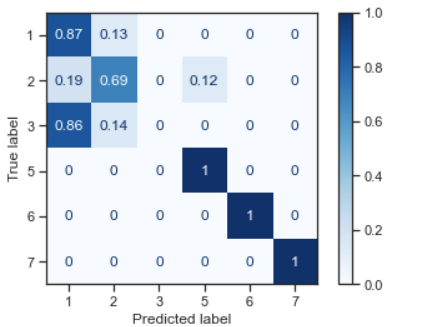 1 0.87 0.13 0 0 0 0
2 0.19 0.69 0 0.12 0 0
3 0.86 0.14 0 0 0 0
5 0 0 0 1 0 0
6 0 0 0 0 1 0
7 0 0 0 0 0 1
1 2 3 5 6 7
True label
Predicted label
1.0
0.8
0.6
0.4
0.2
0.0